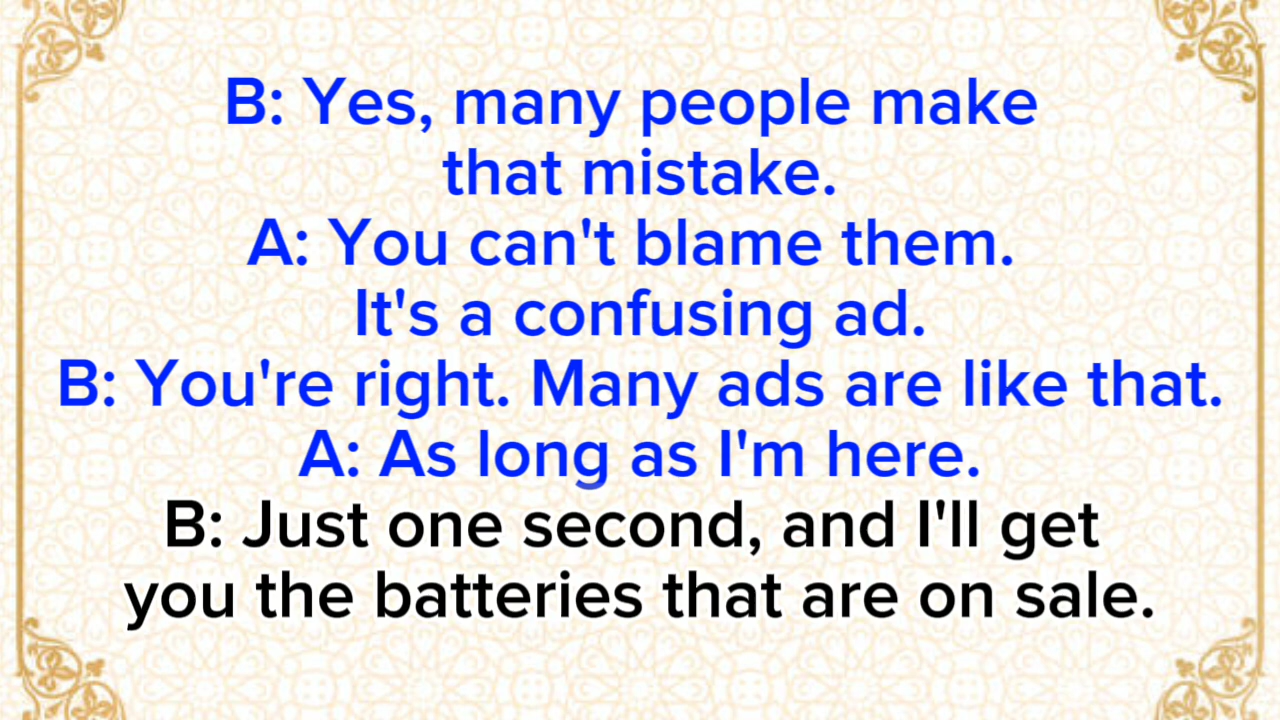 B: Yes, many people make
that mistake.
A: You can't blame them.
It's a confusing ad.
B: You're right. Many ads are like that.
A: As long as I'm here.
B: Just one second, and I'll get
you the batteries that are on sale.